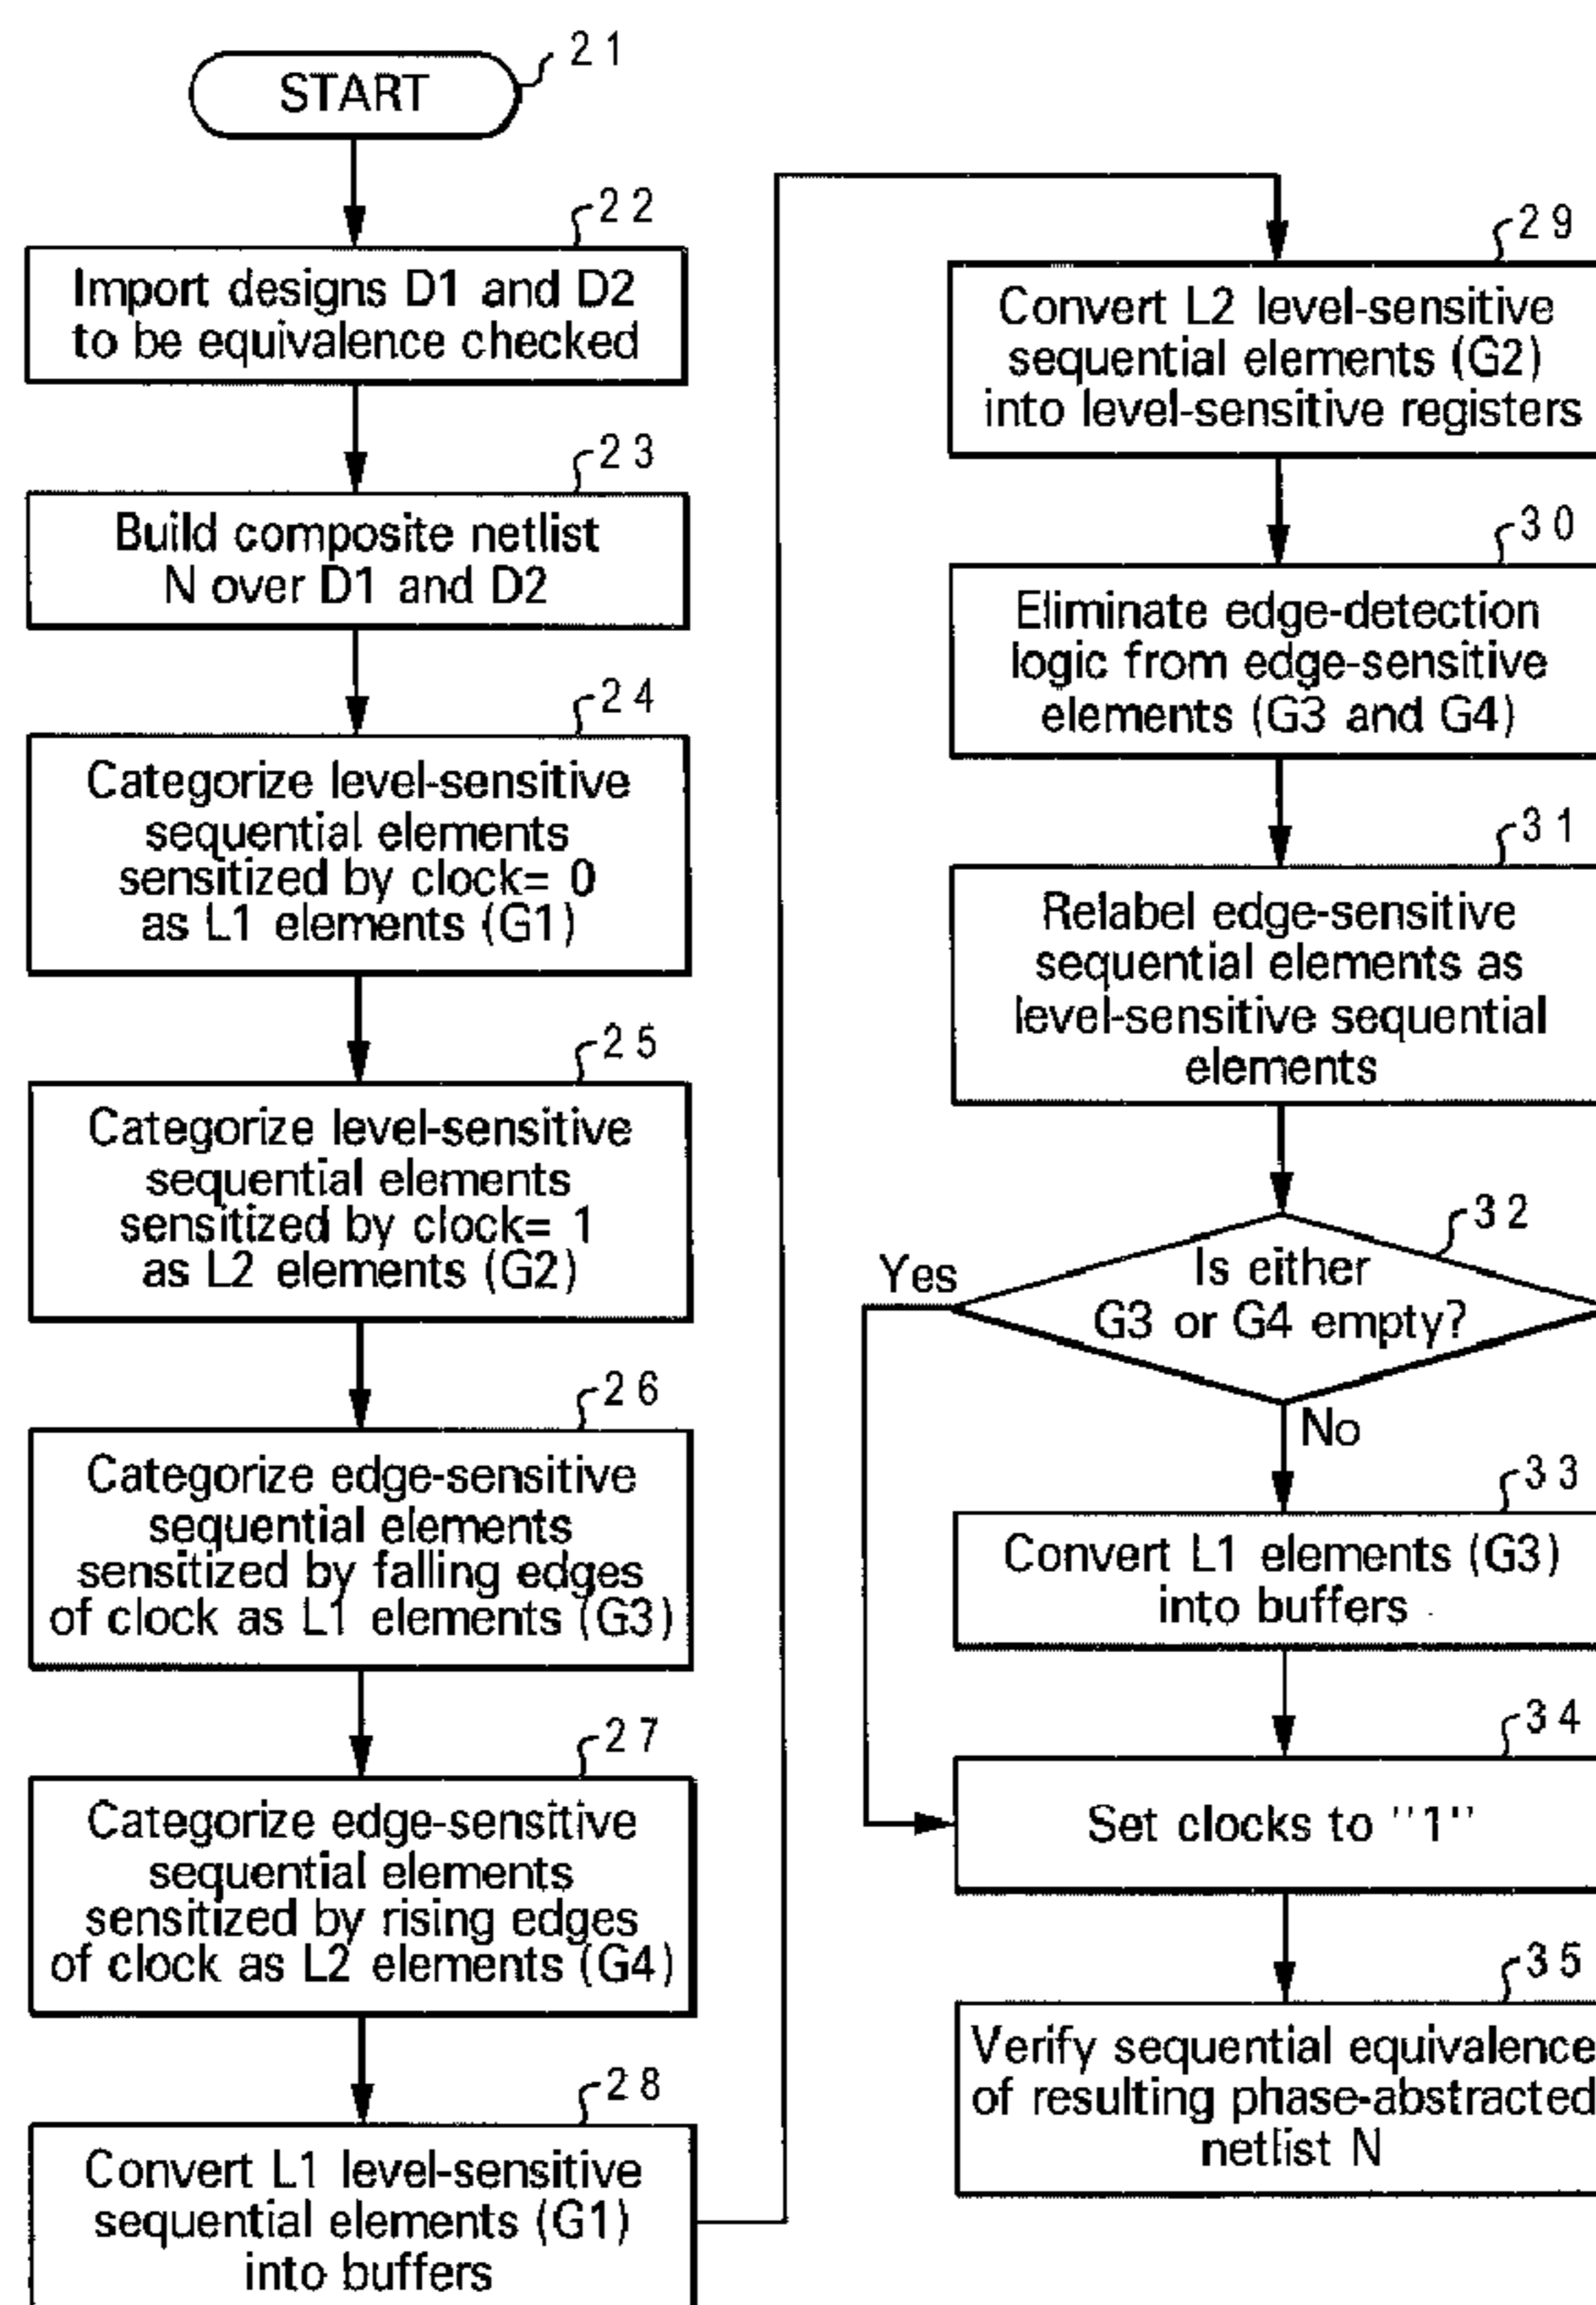 START
21
22
Import designs D1 and D2
to be equivalence checked
23
Build composite netlist
N over D1 and D2
24
Categorize level-sensitive
sequential elements
sensitized by clock= 0
as L1 elements (G1)
25
Categorize level-sensitive
sequential elements
sensitized by clock= 1
as L2 elements (G2)
26
Categorize edge-sensitive
sequential elements
sensitized by falling edges
of clock as L1 elements (G3)
27
Categorize edge-sensitive
sequential elements
sensitized by rising edges
of clock as L2 elements (G4)
28
Convert L1 level-sensitive
sequential elements (G1)
into buffers
29
Convert L2 level-sensitive
sequential elements (G2)
into level-sensitive registers
30
Eliminate edge-detection
logic from edge-sensitive
elements (G3 and G4)
31
Relabel edge-sensitive
sequential elements as
level-sensitive sequential
elements
32
Is either
G3 or G4 empty?
Yes
No
33
Convert L1 elements (G3)
into buffers
34
Set clocks to "1"
35
Verify sequential equivalence
of resulting phase-abstracted
netlist N